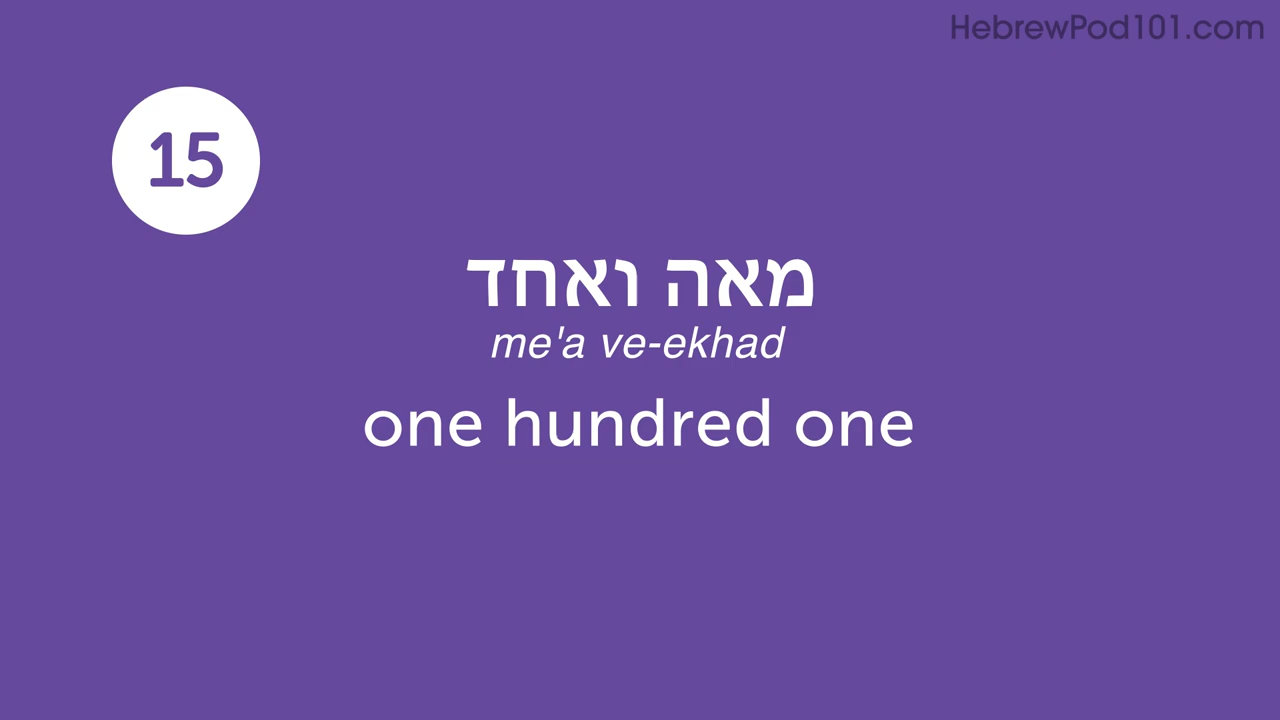 HebrewPod101.com
15
מאה ואחד
me'a ve-ekhad
one hundred one